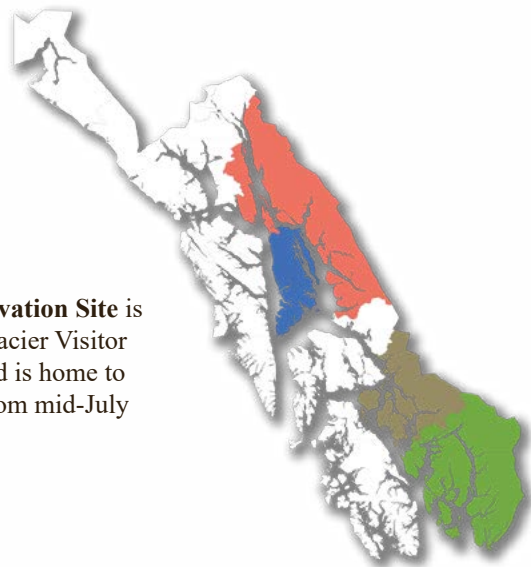 vation Site is
acier Visitor
d is home to
om mid-July